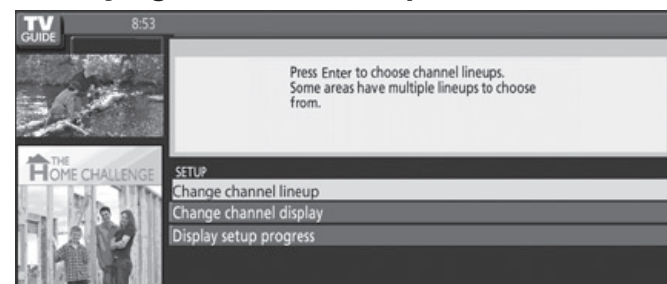 TV
GUIDE
8:53
Press Enter to choose channel lineups.
Some areas have multiple lineups to choose
from.
THE
HOME CHALLENGE
SETUP
Change channel lineup
Change channel display
Display setup progress